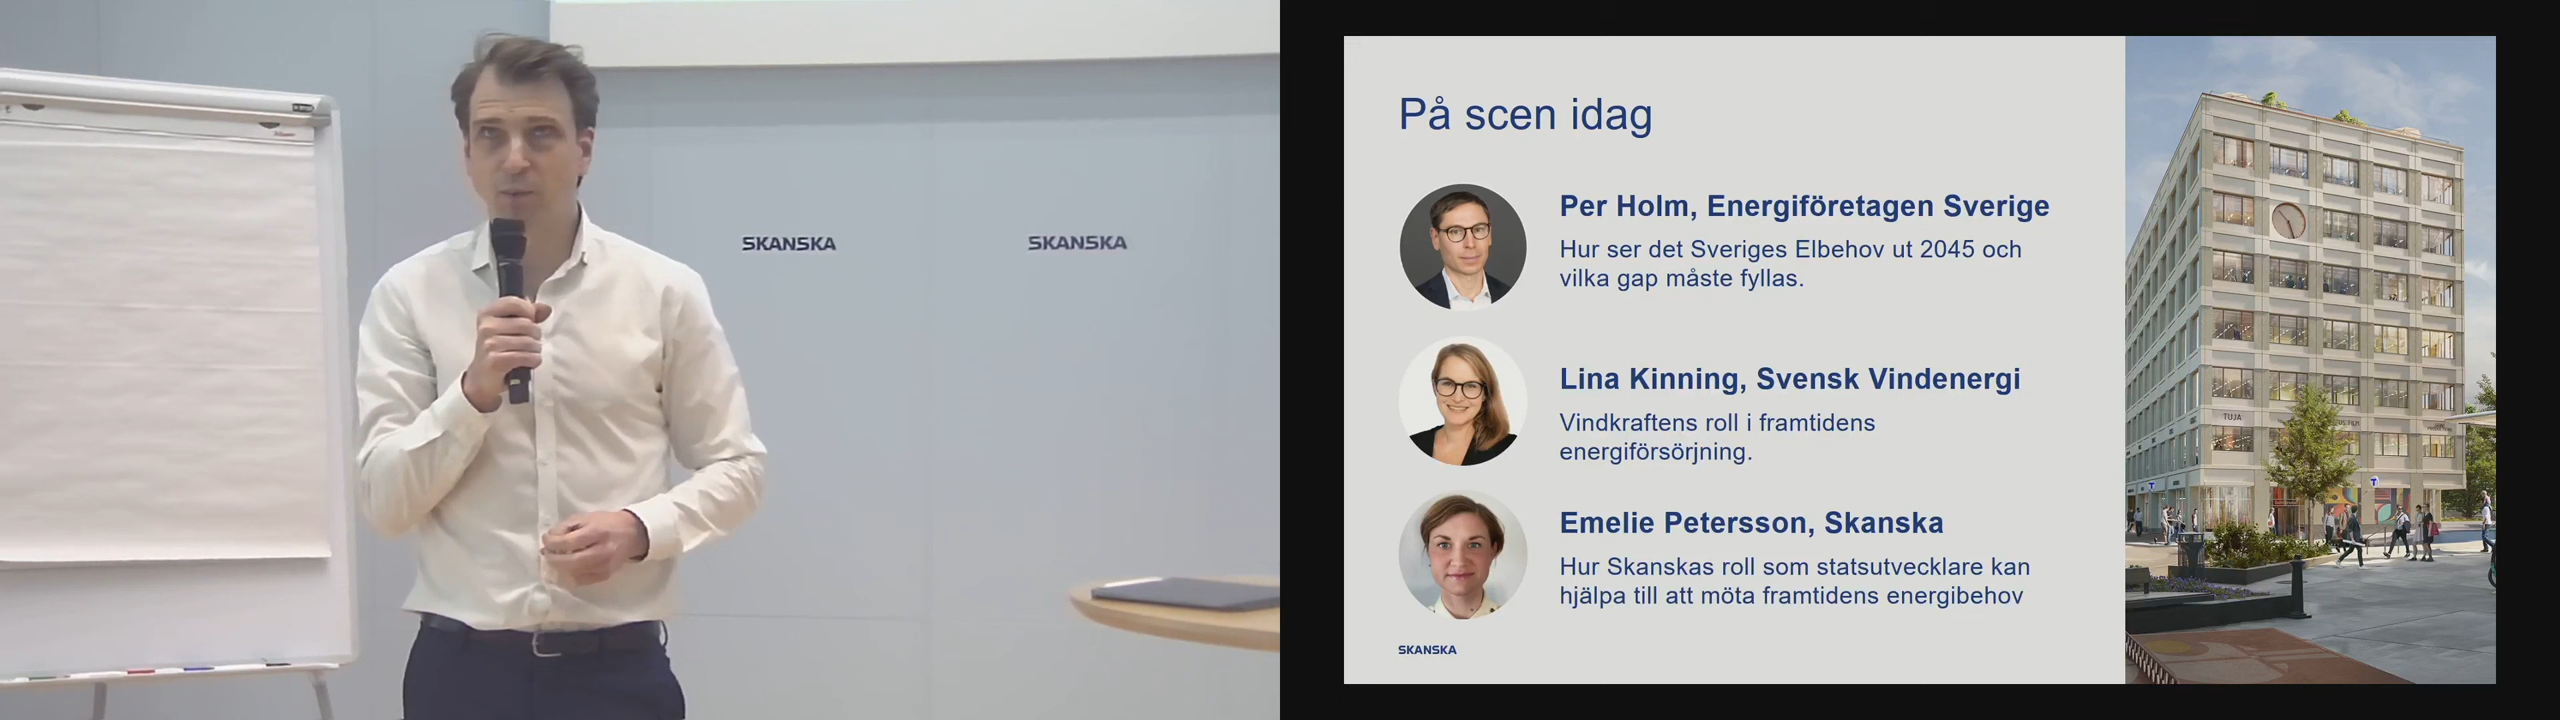 SKANSKA
SKANSKA
På scen idag
Per Holm, Energiföretagen Sverige
Hur ser det Sveriges Elbehov ut 2045 och
vilka gap måste fyllas.
Lina Kinning, Svensk Vindenergi
Vindkraftens roll i framtidens
energiförsörjning.
Emelie Petersson, Skanska
Hur Skanskas roll som statsutvecklare kan
hjälpa till att möta framtidens energibehov
SKANSKA
TUJA
T
T